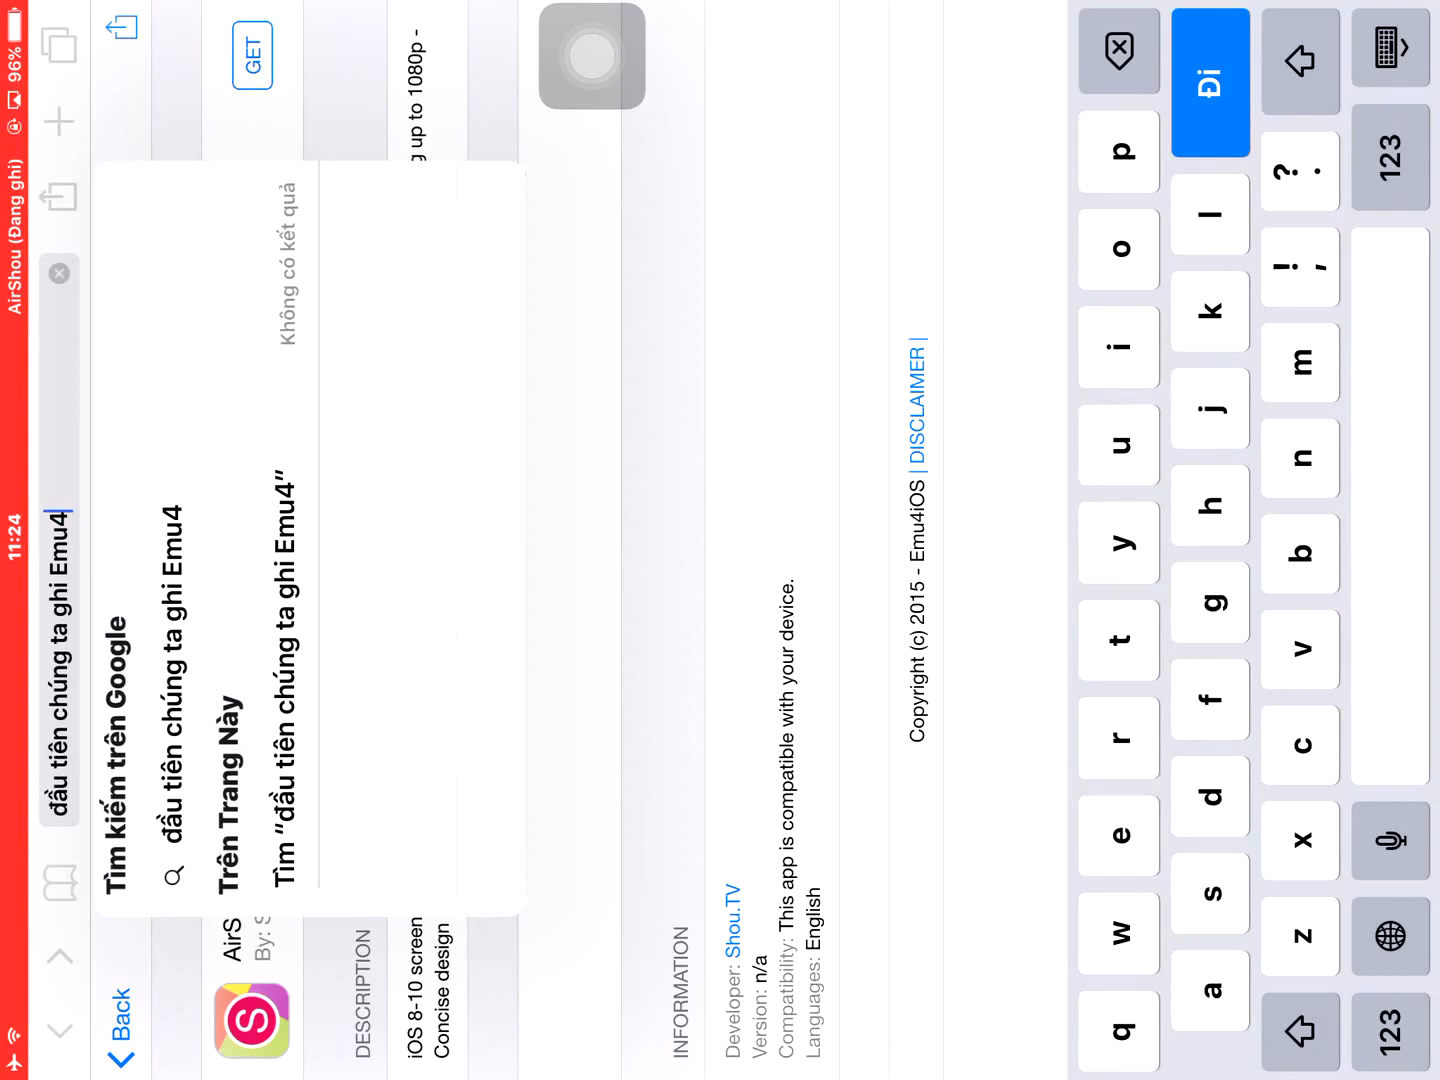 11:24
AirShou (Đang ghi)
96%
đầu tiên chúng ta ghi Emu4
Back
Tìm kiếm trên Google
đầu tiên chúng ta ghi Emu4
Trên Trang Này
Tìm “đầu tiên chúng ta ghi Emu4”
Không có kết quả
AirS
By: S
GET
DESCRIPTION
iOS 8-10 screen
g up to 1080p -
Concise design
INFORMATION
Developer: Shou.TV
Version: n/a
Compatibility: This app is compatible with your device.
Languages: English
Copyright (c) 2015 - Emu4iOS | DISCLAIMER |
q w e r t y u i o p
a s d f g h j k l Đi
z x c v b n m ! , ? .
123 123